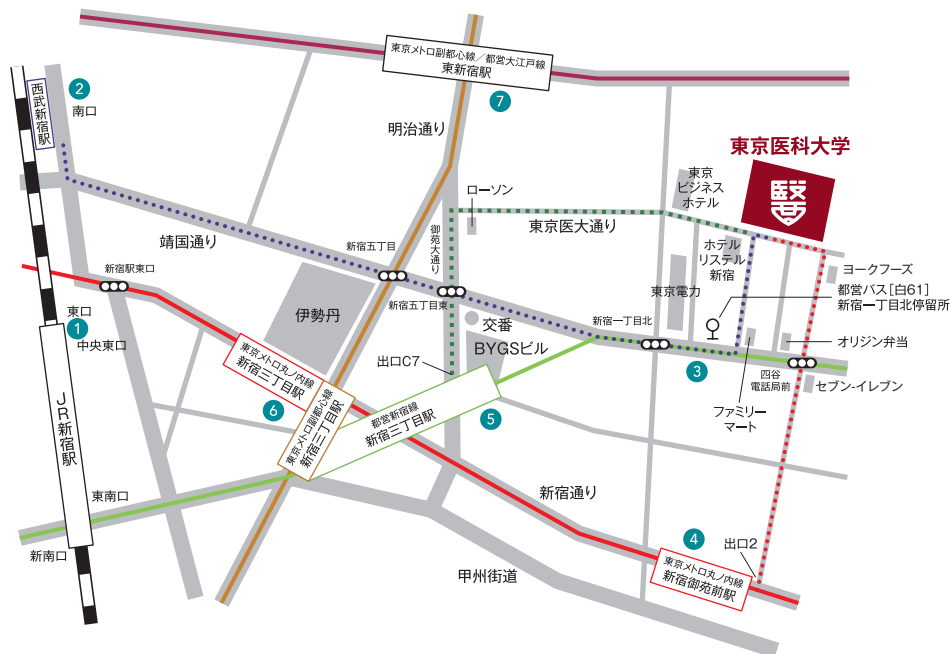 東京メトロ副都心線／都営大江戸線
東新宿駅
7
西武新宿駅
2
南口
明治通り
東京医科大学
医
東京
ビジネス
ホテル
ローソン
東京医大通り
御苑大通り
靖国通り
新宿五丁目
ホテル
リステル
新宿
ヨークフーズ
都営バス［白61］
新宿一丁目北停留所
新宿駅東口
新宿五丁目東
東京電力
東口
1
中央東口
伊勢丹
交番
BYGSビル
新宿一丁目北
オリジン弁当
出口C7
3
四谷
電話局前
セブン-イレブン
ファミリー
マート
東京メトロ丸ノ内線
新宿三丁目駅
6
東京メトロ副都心線
新宿三丁目駅
都営新宿線
新宿三丁目駅
5
JR新宿駅
東南口
新南口
新宿通り
甲州街道
4
出口2
東京メトロ丸ノ内線
新宿御苑前駅